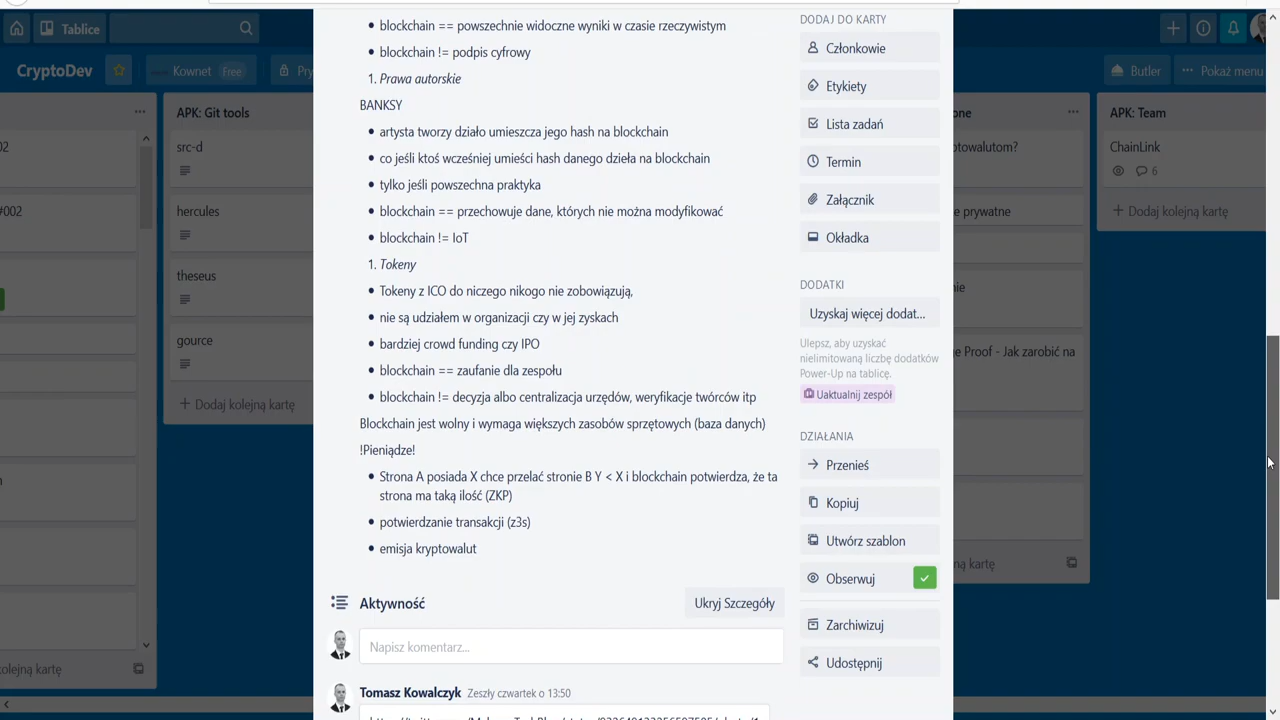 Tablice
CryptoDev
Kownet Free
Pry
Butler
Pokaż menu
02
#002
kolejną kartę
APK: Git tools
src-d
hercules
theseus
gource
Dodaj kolejną kartę
blockchain == powszechnie widoczne wyniki w czasie rzeczywistym
blockchain != podpis cyfrowy
1. Prawa autorskie
BANKSY
artysta tworzy działo umieszcza jego hash na blockchain
co jeśli ktoś wcześniej umieści hash danego dzieła na blockchain
tylko jeśli powszechna praktyka
blockchain == przechowuje dane, których nie można modyfikować
blockchain != IoT
1. Tokeny
Tokeny z ICO do niczego nikogo nie zobowiązują,
nie są udziałem w organizacji czy w jej zyskach
bardziej crowd funding czy IPO
blockchain == zaufanie dla zespołu
blockchain != decyzja albo centralizacja urzędów, weryfikacje twórców itp
Blockchain jest wolny i wymaga większych zasobów sprzętowych (baza danych)
!Pieniądze!
Strona A posiada X chce przelać stronie B Y < X i blockchain potwierdza, że ta
strona ma taką ilość (ZKP)
potwierdzanie transakcji (z3s)
emisja kryptowalut
Aktywność
Ukryj Szczegóły
Napisz komentarz...
Tomasz Kowalczyk Zeszły czwartek o 13:50
DODAJ DO KARTY
Członkowie
Etykiety
Lista zadań
Termin
Załącznik
Okładka
DODATKI
Uzyskaj więcej dodat...
Ulepsz, aby uzyskać
nielimitowaną liczbę dodatków
Power-Up na tablicę.
Uaktualnij zespół
DZIAŁANIA
Przenieś
Kopiuj
Utwórz szablon
Obserwuj
Zarchiwizuj
Udostępnij
one
ptowalutom?
e prywatne
nie
ge Proof - Jak zarobić na
ną kartę
APK: Team
ChainLink
6
Dodaj kolejną kartę